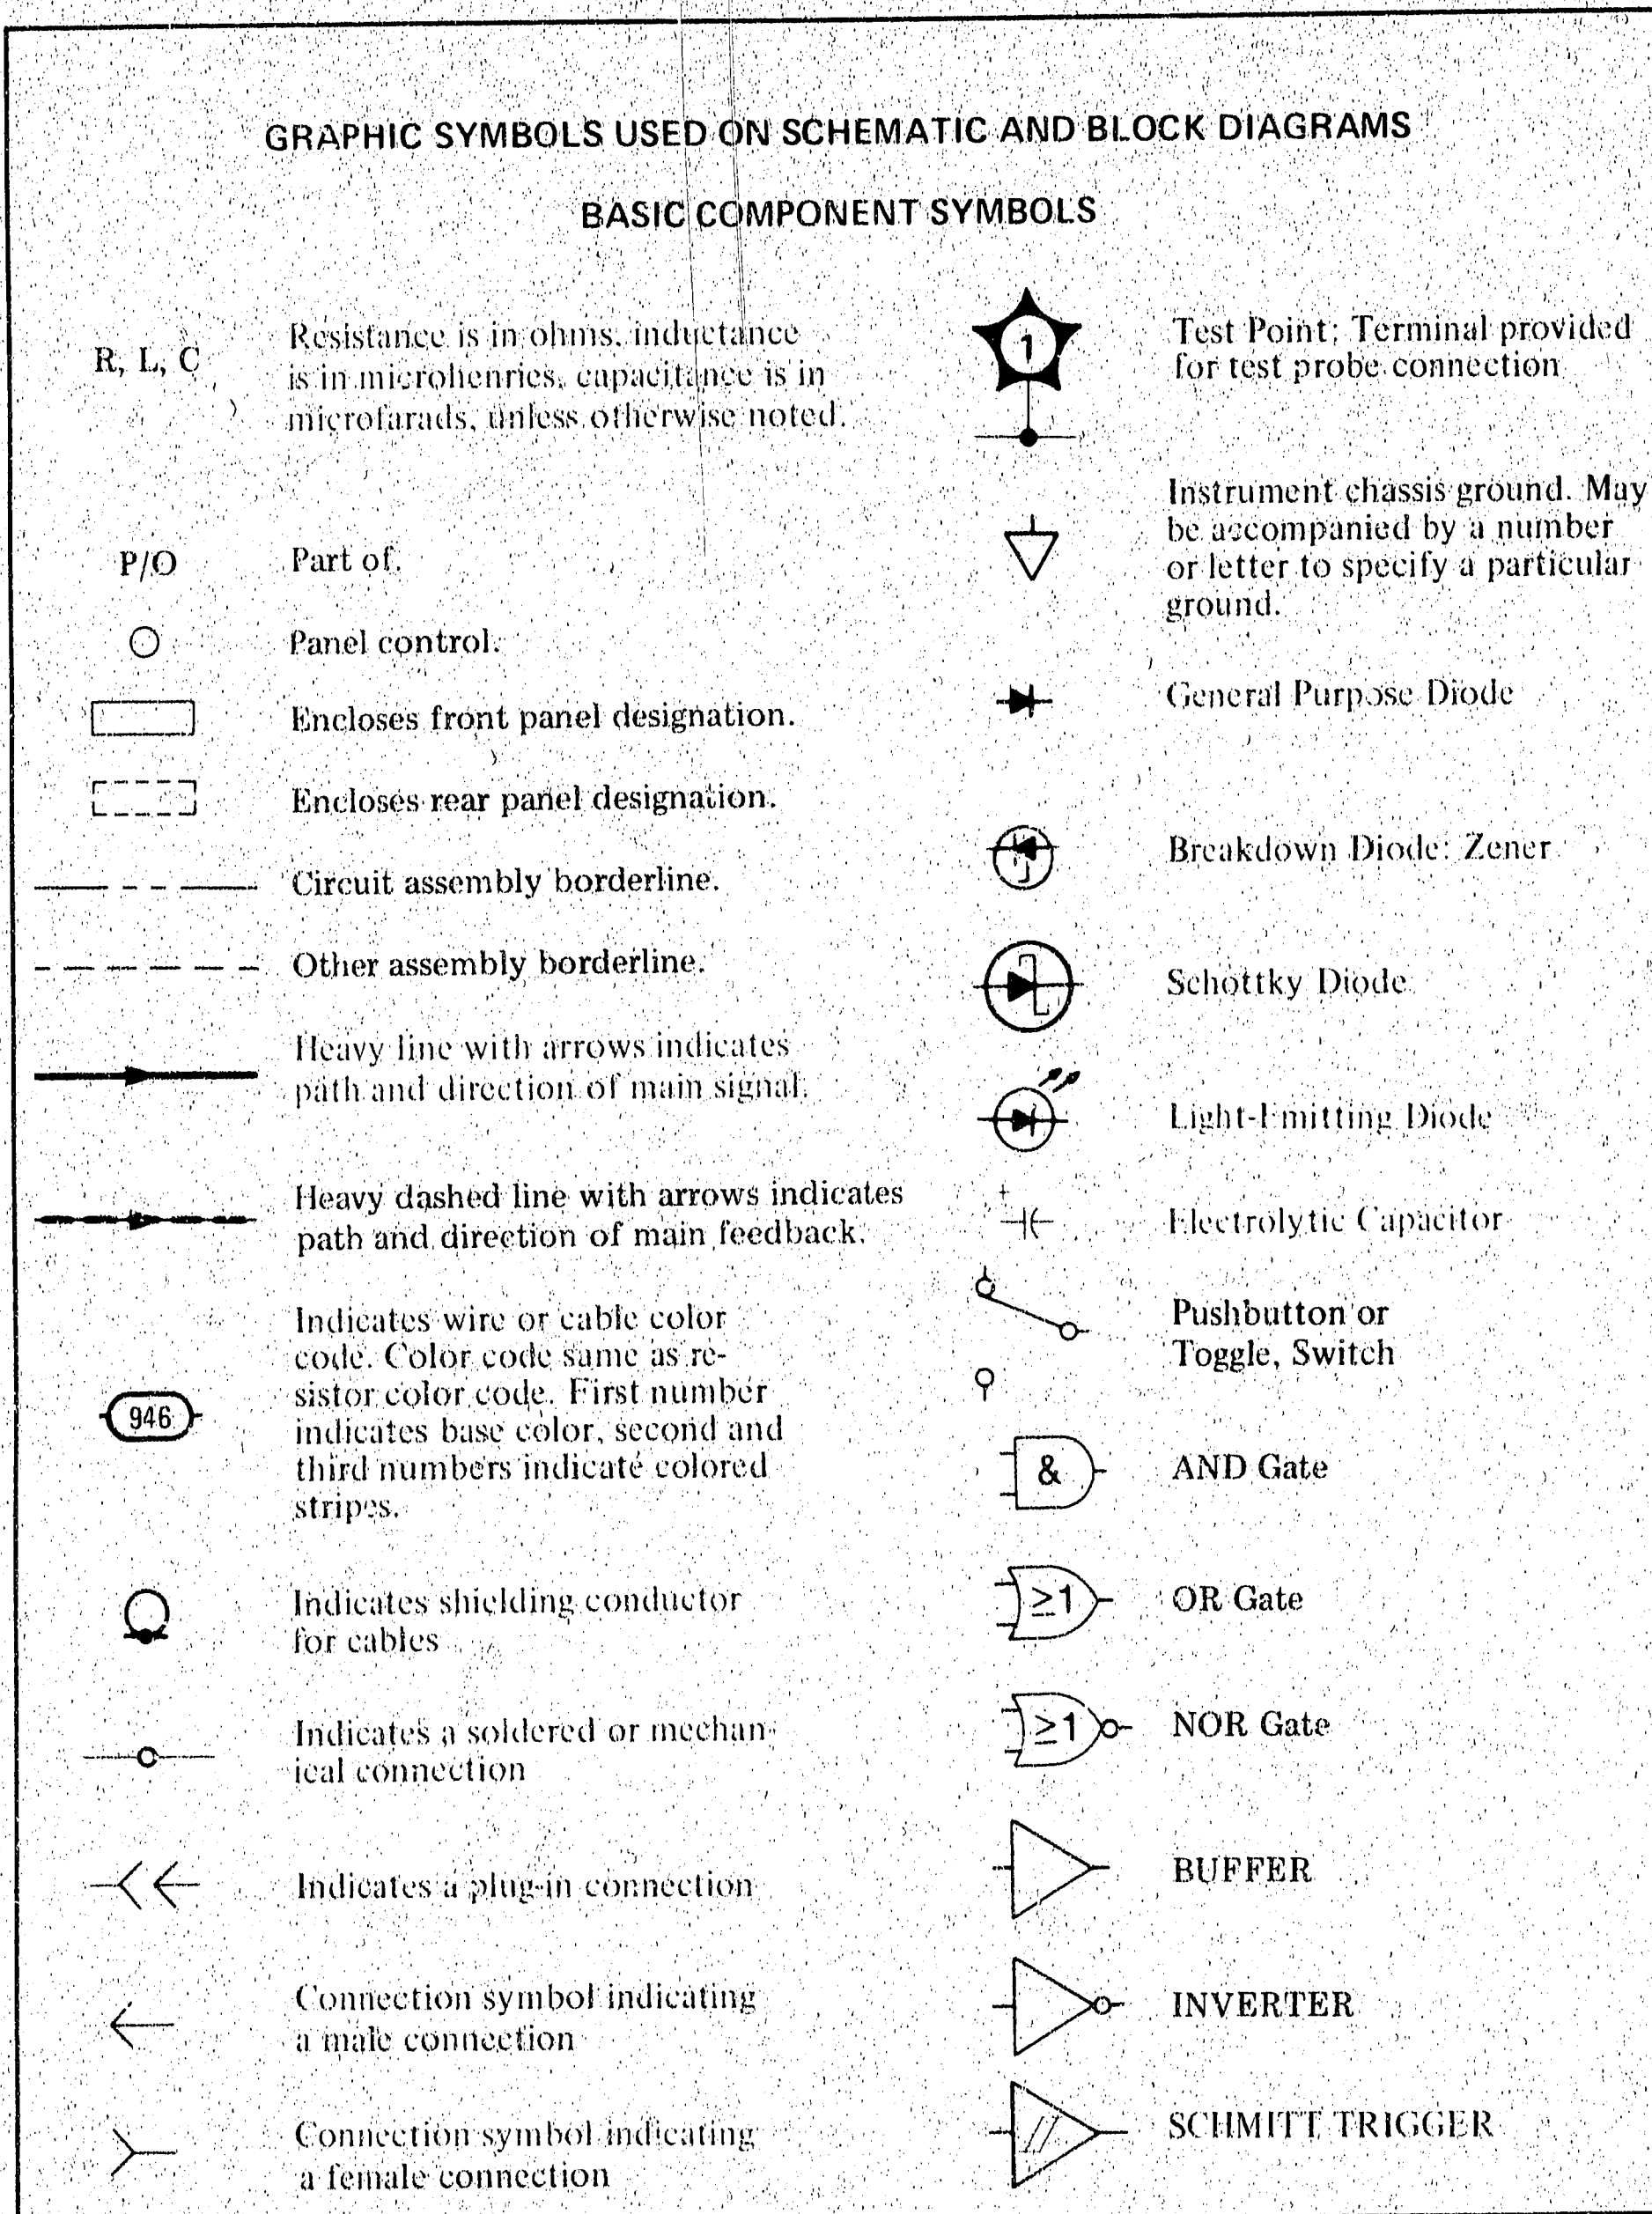 GRAPHIC SYMBOLS USED ON SCHEMATIC AND BLOCK DIAGRAMS
BASIC COMPONENT SYMBOLS
R, L, C
Resistance is in ohms, inductance
is in microhenries, capacitance is in
microfarads, unless otherwise noted.
P/O
Part of.
Panel control.
Encloses front panel designation.
Encloses rear panel designation.
Circuit assembly borderline.
Other assembly borderline.
Heavy line with arrows indicates
path and direction of main signal.
Heavy dashed line with arrows indicates
path and direction of main feedback.
946
Indicates wire or cable color
code. Color code same as re-
sistor color code. First number
indicates base color, second and
third numbers indicate colored
stripes.
Indicates shielding conductor
for cables
Indicates a soldered or mechan-
ical connection
Indicates a plug-in connection
Connection symbol indicating
a male connection
Connection symbol indicating
a female connection
1
Test Point: Terminal provided
for test probe connection
Instrument chassis ground. May
be accompanied by a number
or letter to specify a particular
ground.
General Purpose Diode
Breakdown Diode: Zener
Schottky Diode
Light-Emitting Diode
+
Electrolytic Capacitor
Pushbutton or
Toggle, Switch
&
AND Gate
≥1
OR Gate
≥1
NOR Gate
BUFFER
INVERTER
SCHMITT TRIGGER